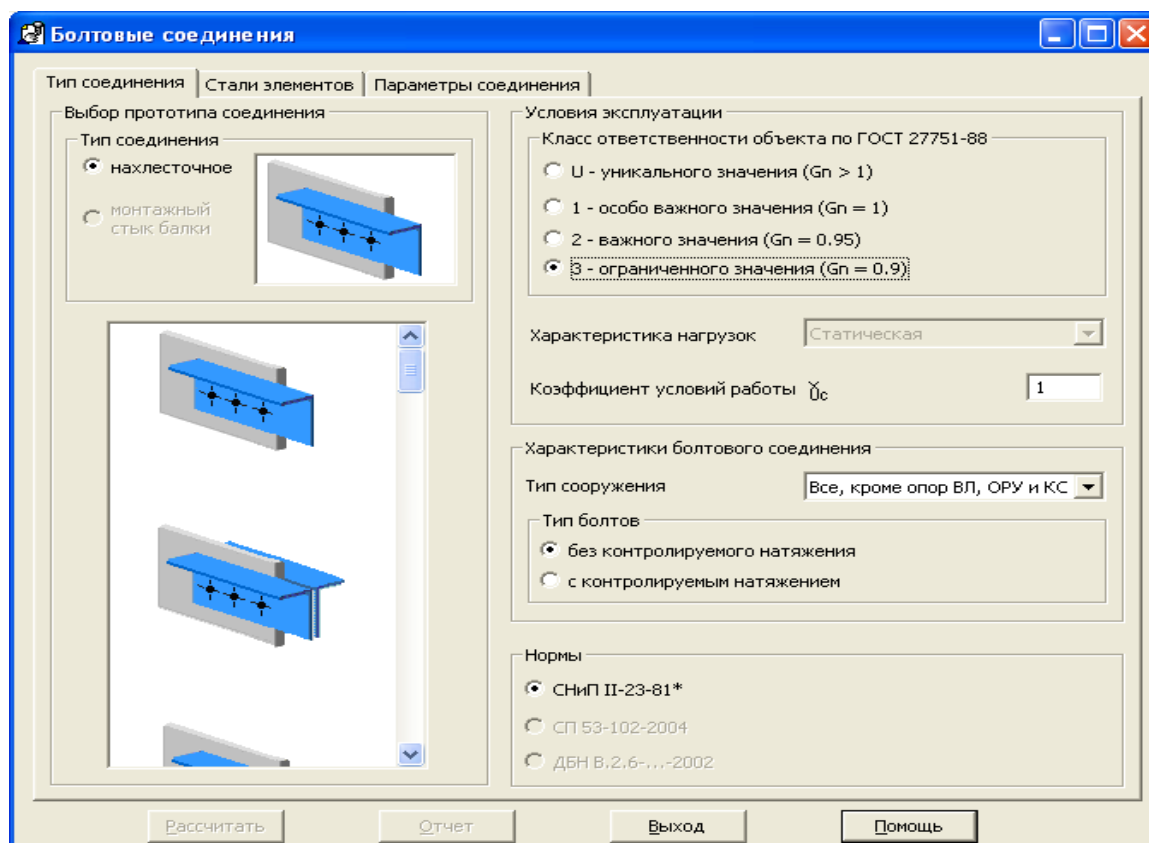 Болтовые соединения
Тип соединения
Стали элементов
Параметры соединения
Выбор прототипа соединения
Тип соединения
нахлесточное
монтажный
стык балки
Условия эксплуатации
Класс ответственности объекта по ГОСТ 27751-88
U - уникального значения (Gn > 1)
1 - особо важного значения (Gn = 1)
2 - важного значения (Gn = 0.95)
3 - ограниченного значения (Gn = 0.9)
Характеристика нагрузок
Статическая
Коэффициент условий работы
1
Характеристики болтового соединения
Тип сооружения
Все, кроме опор ВЛ, ОРУ и КС
Тип болтов
без контролируемого натяжения
с контролируемым натяжением
Нормы
СНиП II-23-81*
СП 53-102-2004
ДБН В.2.6-...-2002
Рассчитать
Отчет
Выход
Помощь